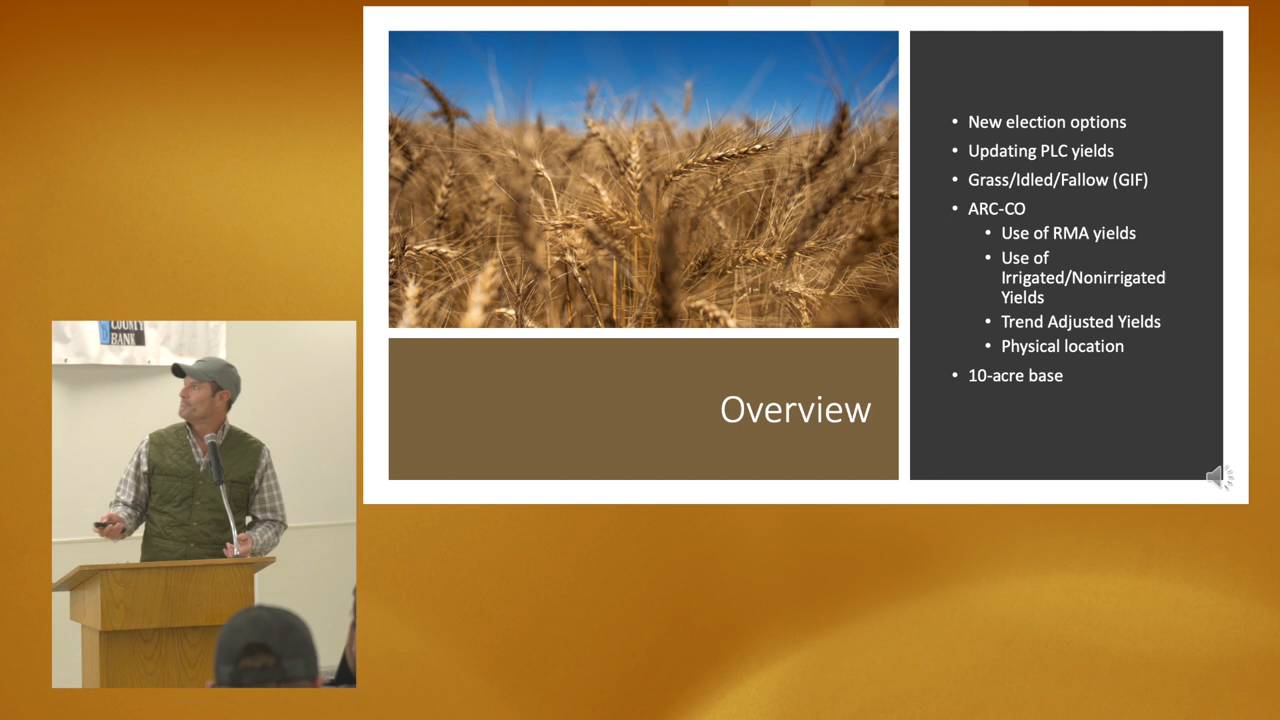 • New election options
• Updating PLC yields
• Grass/Idled/Fallow (GIF)
• ARC-CO
• Use of RMA yields
• Use of
Irrigated/Nonirrigated
Yields
• Trend Adjusted Yields
• Physical location
• 10-acre base
Overview
COUNTY
BANK